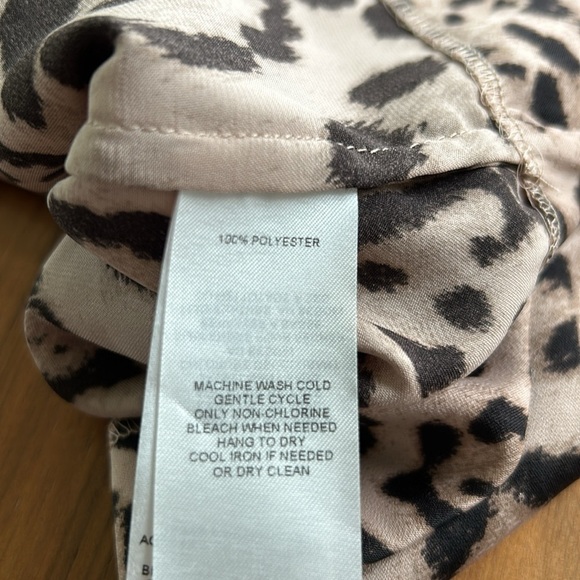 100% POLYESTER
MACHINE WASH COLD
GENTLE CYCLE
ONLY NON-CHLORINE
BLEACH WHEN NEEDED
HANG TO DRY
COOL IRON IF NEEDED
OR DRY CLEAN